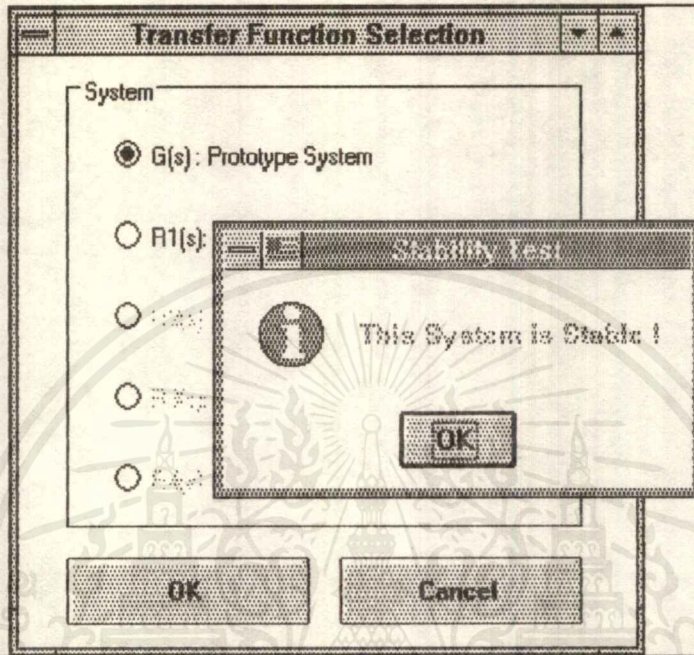 Transfer Function Selection
System
G(s) : Prototype System
R1(s):
Stability Test
This System is Stable !
OK
OK
Cancel